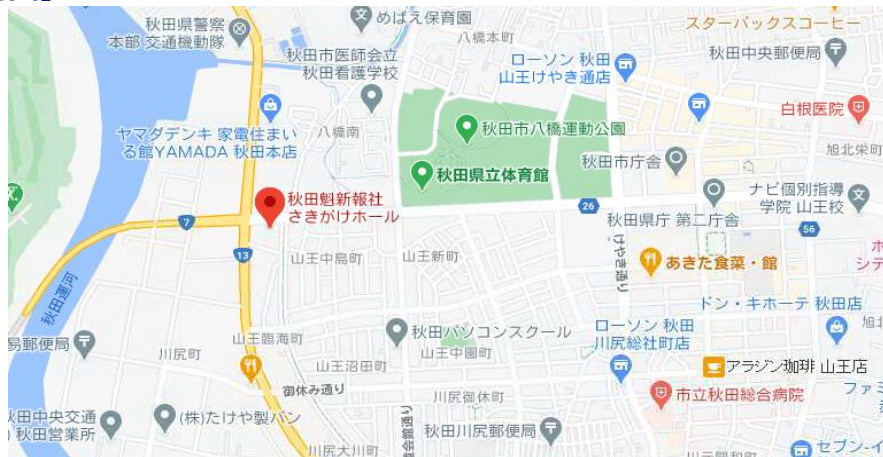 秋田県警察
本部 交通機動隊
めばえ保育園
八橋本町
スターバックスコーヒー
秋田市医師会立
秋田看護学校
ローソン 秋田
山王けやき通店
秋田中央郵便局
ヤマダデンキ 家電住まい
る館YAMADA 秋田本店
八橋南
秋田市八橋運動公園
白根医院
旭北栄町
秋田県立体育館
秋田市庁舎
秋田魁新報社
さきがけホール
ナビ個別指導
学院 山王校
7
26
秋田県庁 第二庁舎
56
13
山王中島町
山王新町
けやき通り
あきた食菜・館
ホ
シテ
秋田運河
ドン・キホーテ 秋田店
易郵便局
川尻町
山王臨海町
秋田パソコンスクール
ローソン 秋田
川尻総社町店
旭北
山王沼田町
山王中園町
アラジン珈琲 山王店
御休み通り
川尻御休町
市立秋田総合病院
ファミ
秋田中央交通
秋田営業所
(株)たけや製パン
秋田川尻郵便局
川尻大川町
川元開和町
セブン-イ